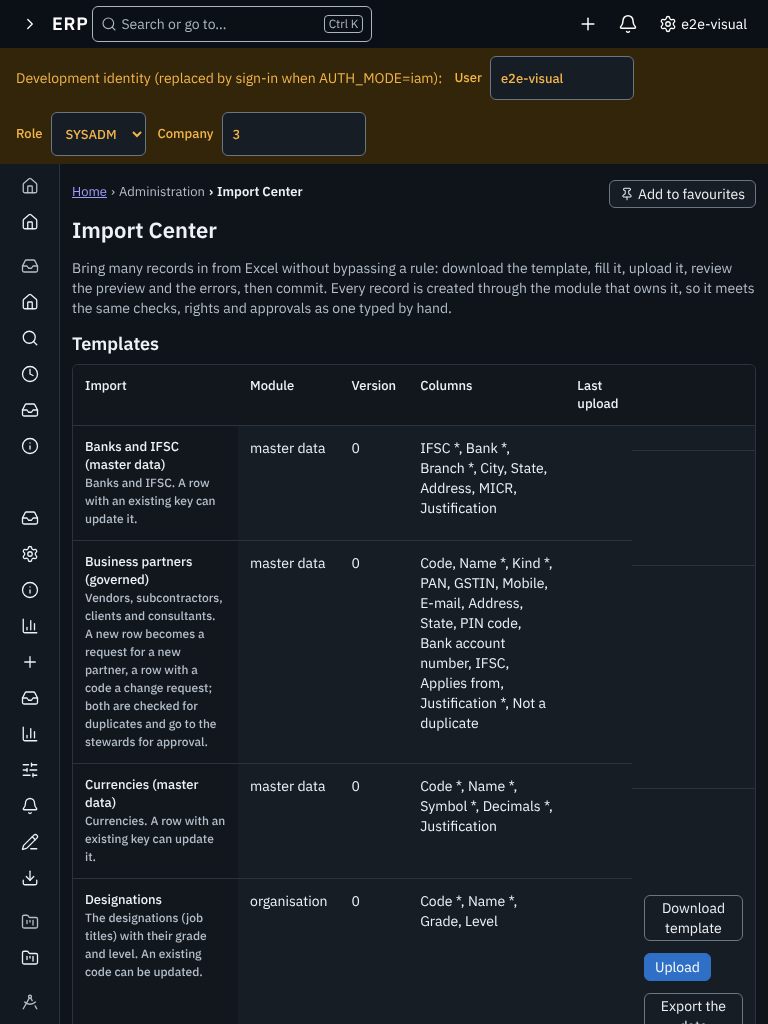 ERP
Search or go to...
Ctrl K
e2e-visual
Development identity (replaced by sign-in when AUTH_MODE=iam):
User
e2e-visual
Role
SYSADM
Company
3
Home › Administration › Import Center
Add to favourites
Import Center
Bring many records in from Excel without bypassing a rule: download the template, fill it, upload it, review
the preview and the errors, then commit. Every record is created through the module that owns it, so it meets
the same checks, rights and approvals as one typed by hand.
Templates
Import
Module
Version
Columns
Last
upload
Banks and IFSC
(master data)
Banks and IFSC. A row
with an existing key can
update it.
master data
0
IFSC *, Bank *,
Branch *, City, State,
Address, MICR,
Justification
Business partners
(governed)
Vendors, subcontractors,
clients and consultants.
A new row becomes a
request for a new
partner, a row with a
code a change request;
both are checked for
duplicates and go to the
stewards for approval.
master data
0
Code, Name *, Kind *,
PAN, GSTIN, Mobile,
E-mail, Address,
State, PIN code,
Bank account
number, IFSC,
Applies from,
Justification *, Not a
duplicate
Currencies (master
data)
Currencies. A row with an
existing key can update
it.
master data
0
Code *, Name *,
Symbol *, Decimals *,
Justification
Designations
The designations (job
titles) with their grade
and level. An existing
code can be updated.
organisation
0
Code *, Name *,
Grade, Level
Download
template
Upload
Export the